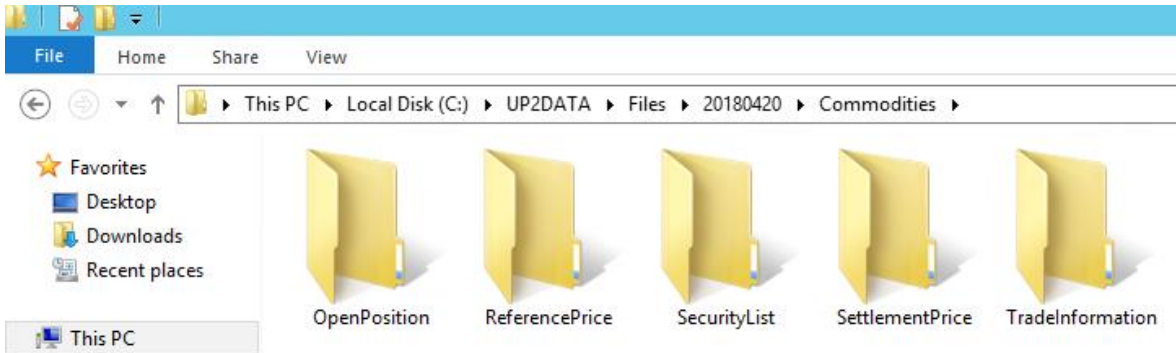 File Home Share View
This PC Local Disk (C:) UP2DATA Files 20180420 Commodities
Favorites
Desktop
Downloads
Recent places
This PC
OpenPosition ReferencePrice SecurityList SettlementPrice TradeInformation